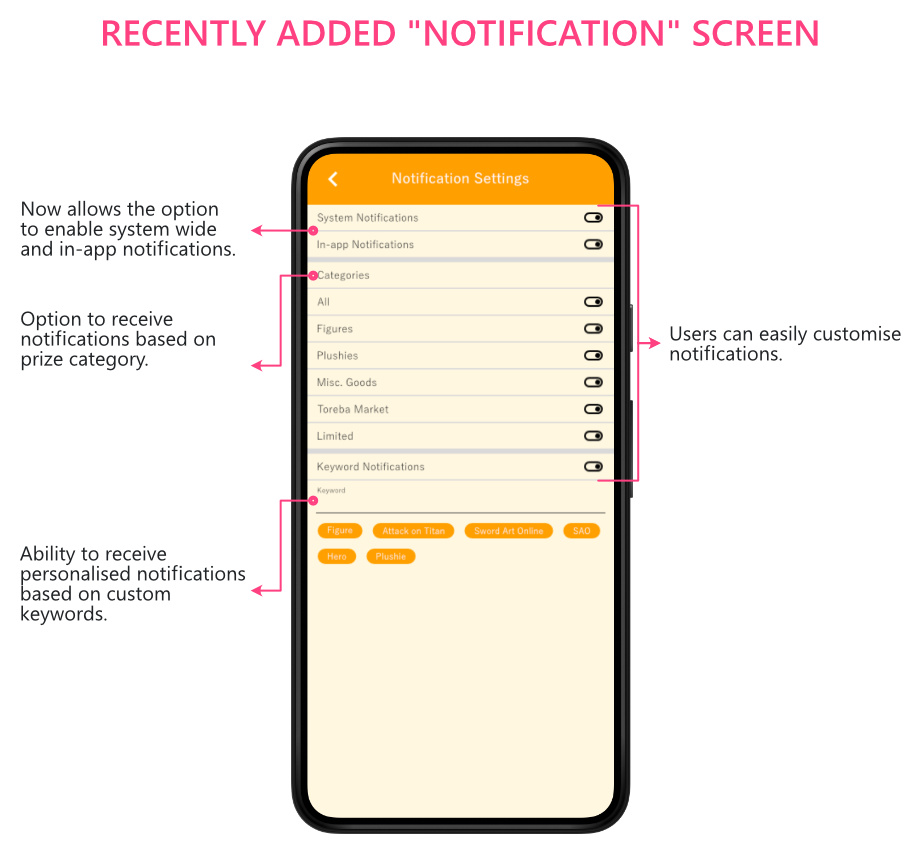 RECENTLY ADDED "NOTIFICATION" SCREEN
Notification Settings
System Notifications
In-app Notifications
Categories
All
Figures
Plushies
Misc. Goods
Toreba Market
Limited
Keyword Notifications
Keyword
Figure Attack on Titan Sword Art Online SAO
Hero Plushie
Now allows the option
to enable system wide
and in-app notifications.
Option to receive
notifications based on
prize category.
Ability to receive
personalised notifications
based on custom
keywords.
Users can easily customise
notifications.